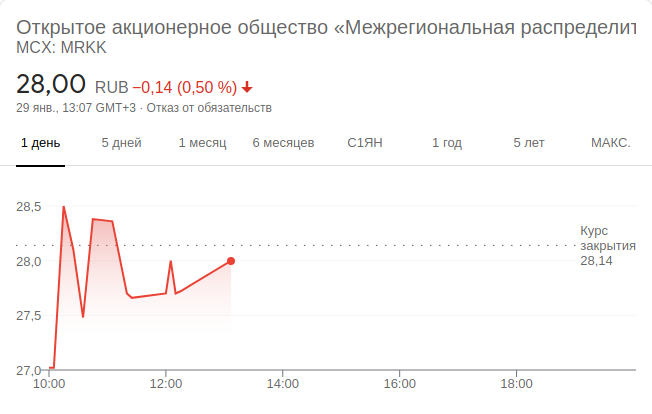 Открытое акционерное общество «Межрегиональная распределит
MCX: MRKK
28,00 RUB −0,14 (0,50 %)
29 янв., 13:07 GMT+3 · Отказ от обязательств
1 день 5 дней 1 месяц 6 месяцев С1ЯН 1 год 5 лет МАКС.
28,5
Курс
закрытия
28,14
28,0
27,5
27,0
10:00 12:00 14:00 16:00 18:00